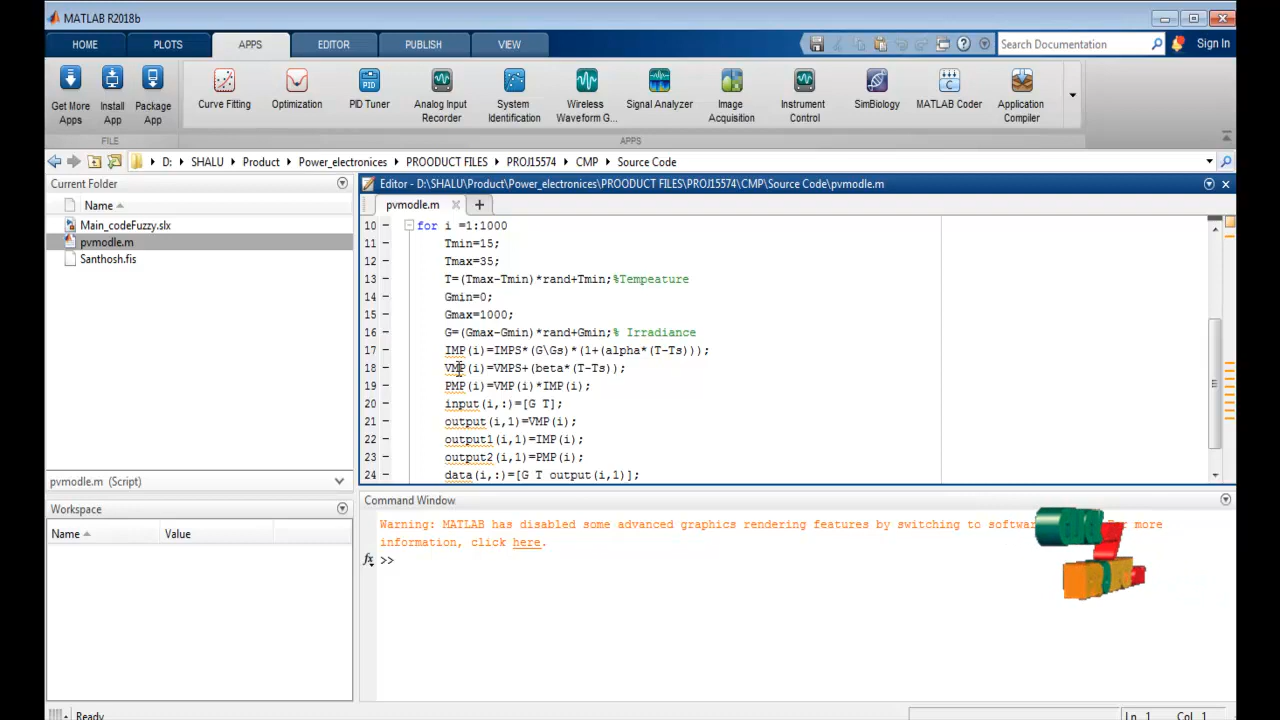 MATLAB R2018b
HOME PLOTS APPS EDITOR PUBLISH VIEW Search Documentation Sign In
Get More Apps Install App Package App Curve Fitting Optimization PID Tuner Analog Input Recorder System Identification Wireless Waveform G... Signal Analyzer Image Acquisition Instrument Control SimBiology MATLAB Coder Application Compiler
FILE APPS
D: SHALU Product Power_electronices PROODUCT FILES PROJ15574 CMP Source Code
Current Folder
Name
Main_codeFuzzy.slx
pvmodle.m
Santhosh.fis
pvmodle.m (Script)
Workspace
Name Value
Editor - D:\SHALU\Product\Power_electronices\PROODUCT FILES\PROJ15574\CMP\Source Code\pvmodle.m
pvmodle.m
10 - for i =1:1000
11 - Tmin=15;
12 - Tmax=35;
13 - T=(Tmax-Tmin)*rand+Tmin;%Tempeature
14 - Gmin=0;
15 - Gmax=1000;
16 - G=(Gmax-Gmin)*rand+Gmin;% Irradiance
17 - IMP(i)=IMPS*(G\Gs)*(1+(alpha*(T-Ts)));
18 - VMP(i)=VMPS+(beta*(T-Ts));
19 - PMP(i)=VMP(i)*IMP(i);
20 - input(i,:)=[G T];
21 - output(i,1)=VMP(i);
22 - output1(i,1)=IMP(i);
23 - output2(i,1)=PMP(i);
24 - data(i,:)=[G T output(i,1)];
Command Window
Warning: MATLAB has disabled some advanced graphics rendering features by switching to softwar more
information, click here.
fx >>
Ready
Ln 1 Col 1